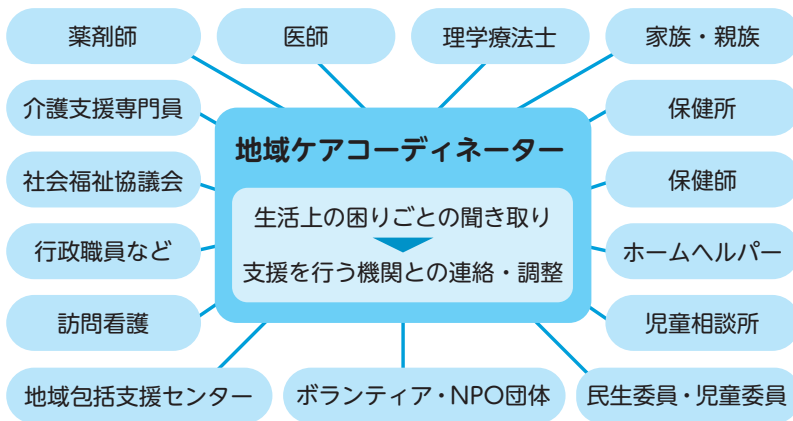 薬剤師
医師
理学療法士
家族・親族
介護支援専門員
保健所
地域ケアコーディネーター
社会福祉協議会
保健師
生活上の困りごとの聞き取り
行政職員など
ホームヘルパー
支援を行う機関との連絡・調整
訪問看護
児童相談所
地域包括支援センター
ボランティア・NPO団体
民生委員・児童委員